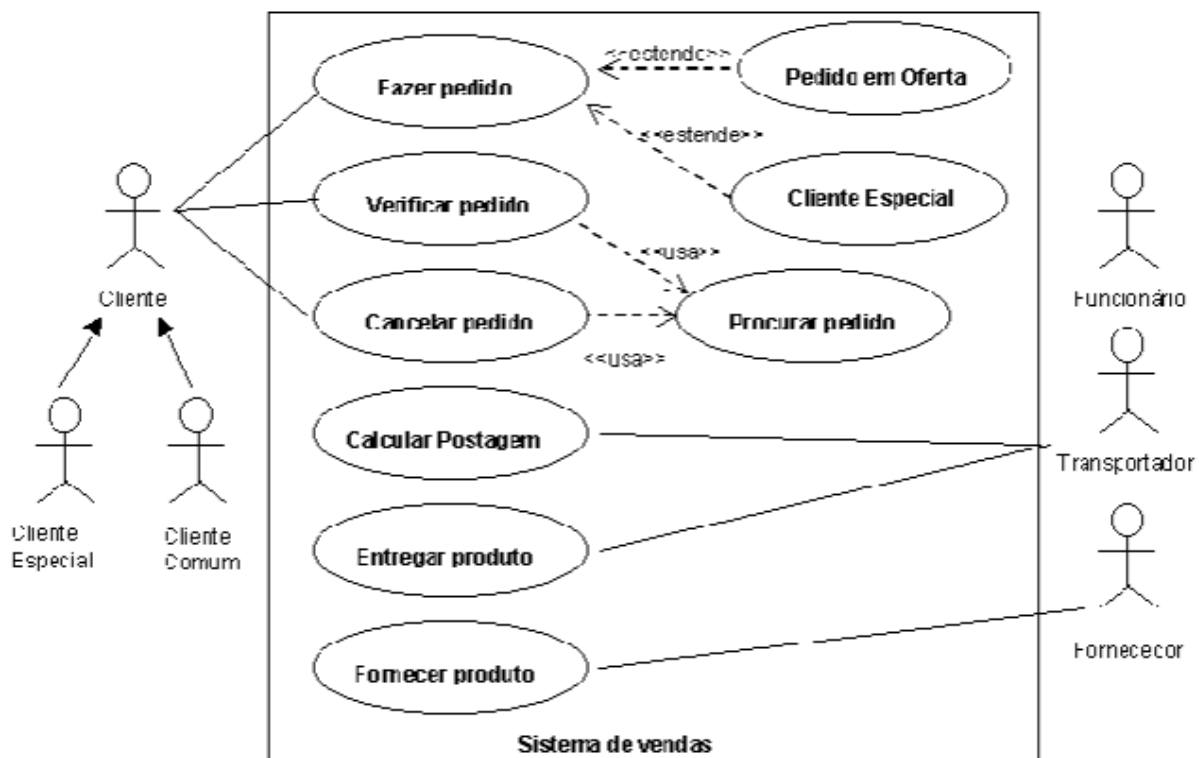 <<estende>>
Fazer pedido
Pedido em Oferta
<<estende>>
Verificar pedido
Cliente Especial
<<usa>>
Cliente
Funcionário
Cancelar pedido
Procurar pedido
<<usa>>
Calcular Postagem
Transportador
Cliente
Especial
Cliente
Comum
Entregar produto
Fornecer produto
Fornecedor
Sistema de vendas